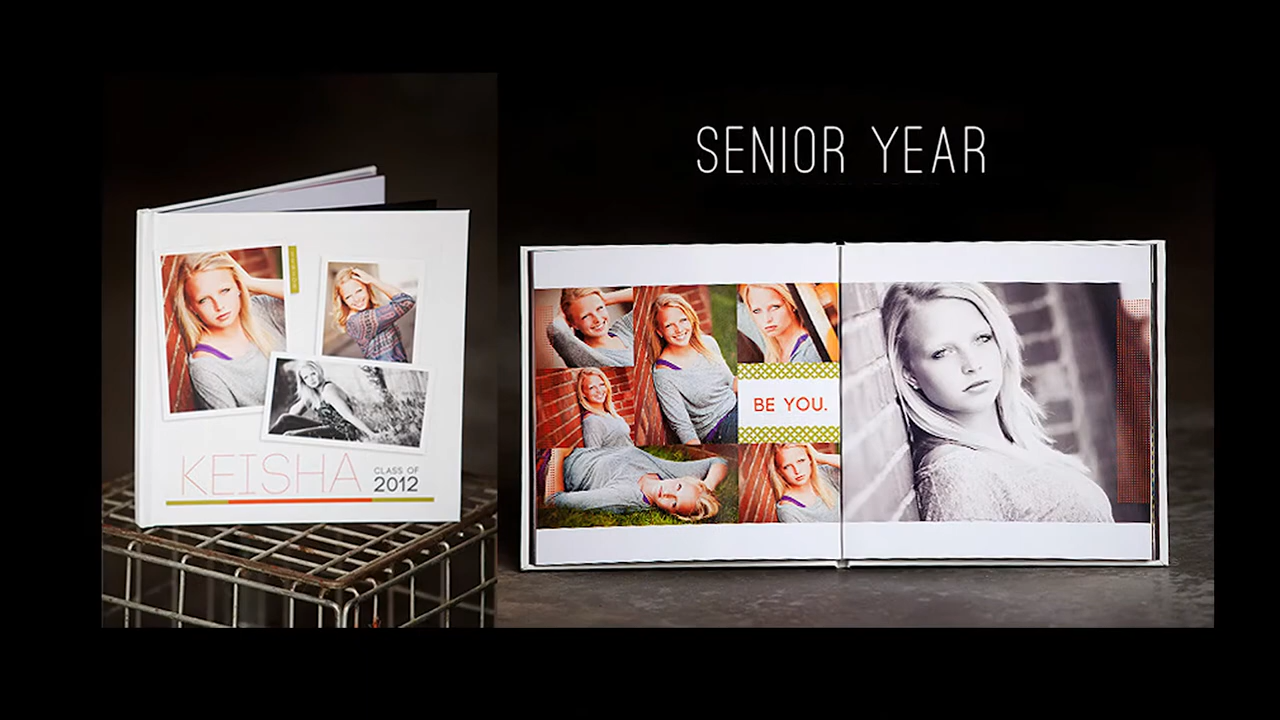 SENIOR YEAR
KEISHA
CLASS OF
2012
BE YOU.